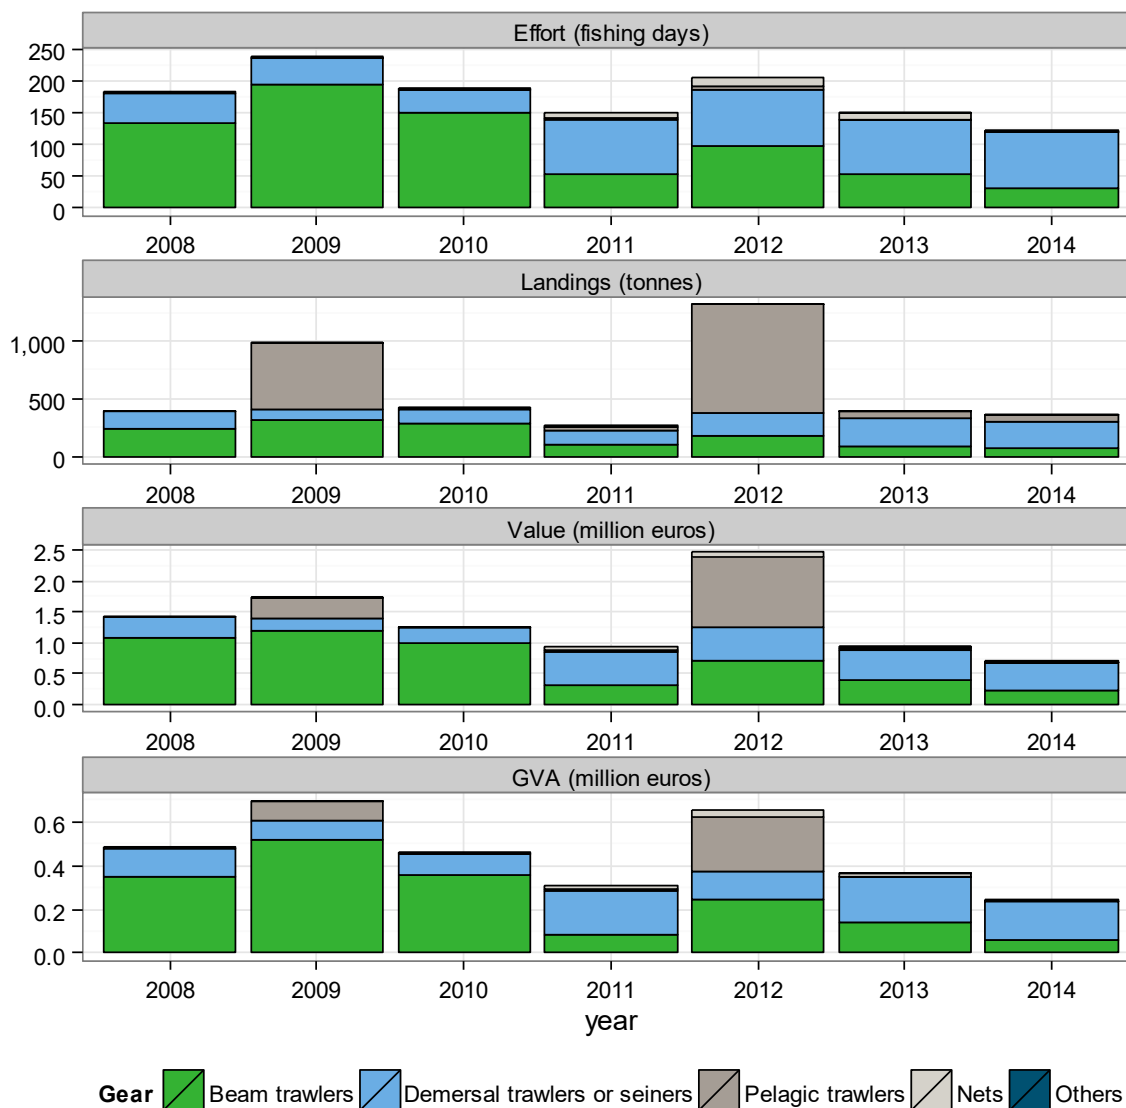 Effort (fishing days)
250
200
150
100
50
0
2008 2009 2010 2011 2012 2013 2014
Landings (tonnes)
1,000
500
0
2008 2009 2010 2011 2012 2013 2014
Value (million euros)
2.5
2.0
1.5
1.0
0.5
0.0
2008 2009 2010 2011 2012 2013 2014
GVA (million euros)
0.6
0.4
0.2
0.0
2008 2009 2010 2011 2012 2013 2014
year
Gear Beam trawlers Demersal trawlers or seiners Pelagic trawlers Nets Others